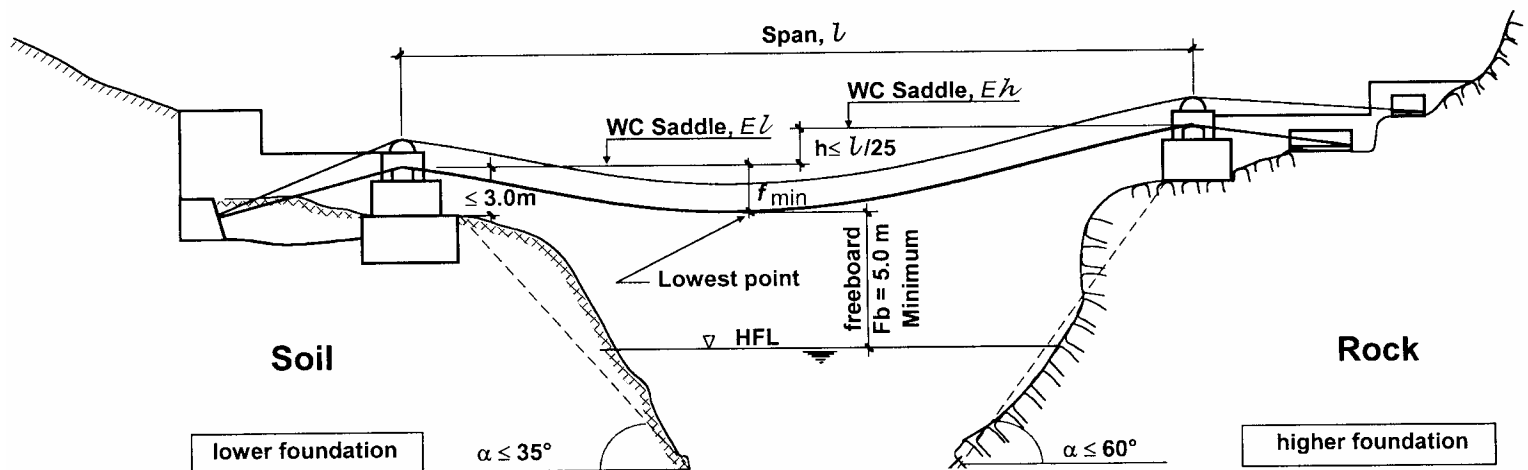 Span, l
WC Saddle, Eh
WC Saddle, El
h≤ l/25
≤ 3.0m
f min
Lowest point
freeboard
Fb = 5.0 m
Minimum
HFL
Soil
Rock
lower foundation
α ≤ 35°
α ≤ 60°
higher foundation